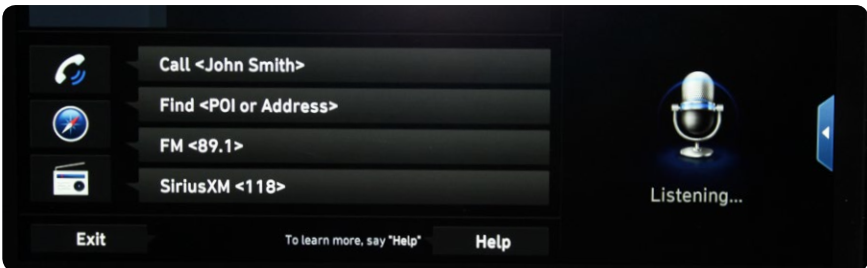 Call <John Smith>
Find <POI or Address>
FM <89.1>
SiriusXM <118>
Listening...
Exit
To learn more, say "Help"
Help